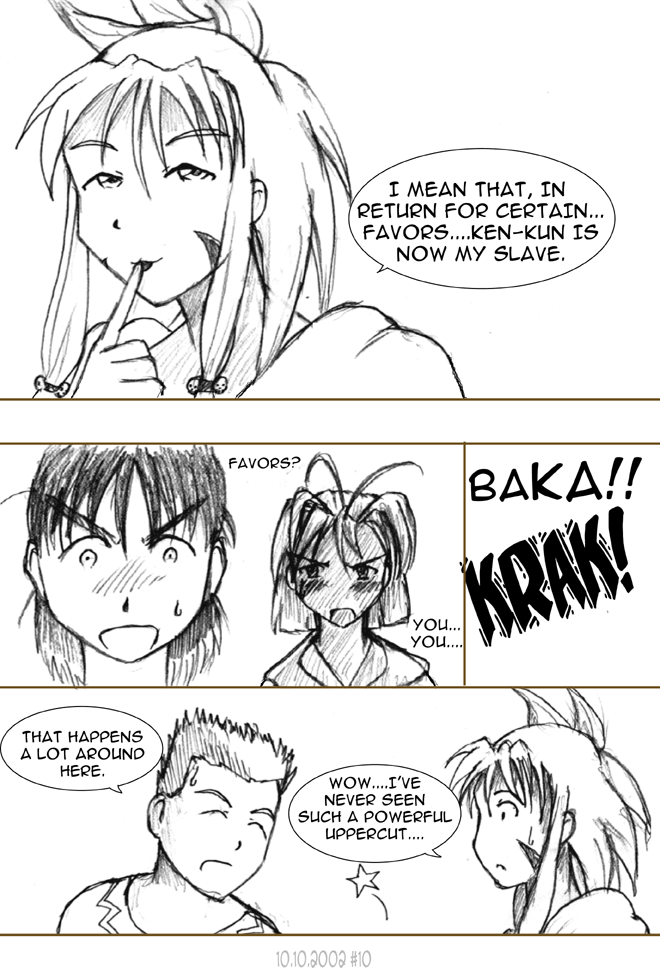 I MEAN THAT, IN
RETURN FOR CERTAIN...
FAVORS....KEN-KUN IS
NOW MY SLAVE.
FAVORS?
YOU...
YOU....
BAKA!!
KRAK!
THAT HAPPENS
A LOT AROUND
HERE.
WOW....I'VE
NEVER SEEN
SUCH A POWERFUL
UPPERCUT....
10.10.2002 #10